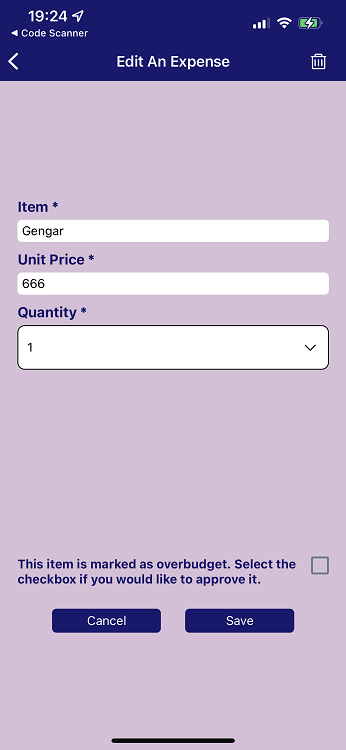 19:24
◀ Code Scanner
Edit An Expense
Item *
Gengar
Unit Price *
666
Quantity *
1
This item is marked as overbudget. Select the
checkbox if you would like to approve it.
Cancel
Save